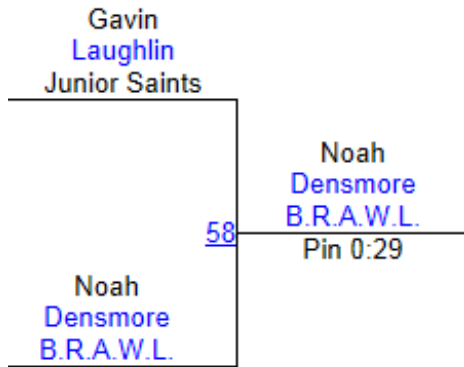 Gavin
Laughlin
Junior Saints
58
Noah
Densmore
B.R.A.W.L.
Noah
Densmore
B.R.A.W.L.
Pin 0:29